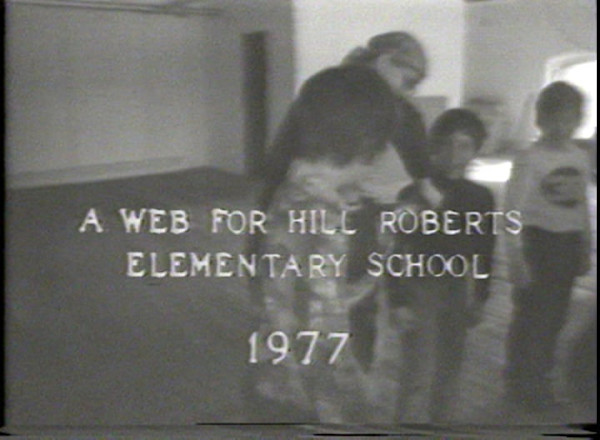 A WEB FOR HILL ROBERTS
ELEMENTARY SCHOOL
1977